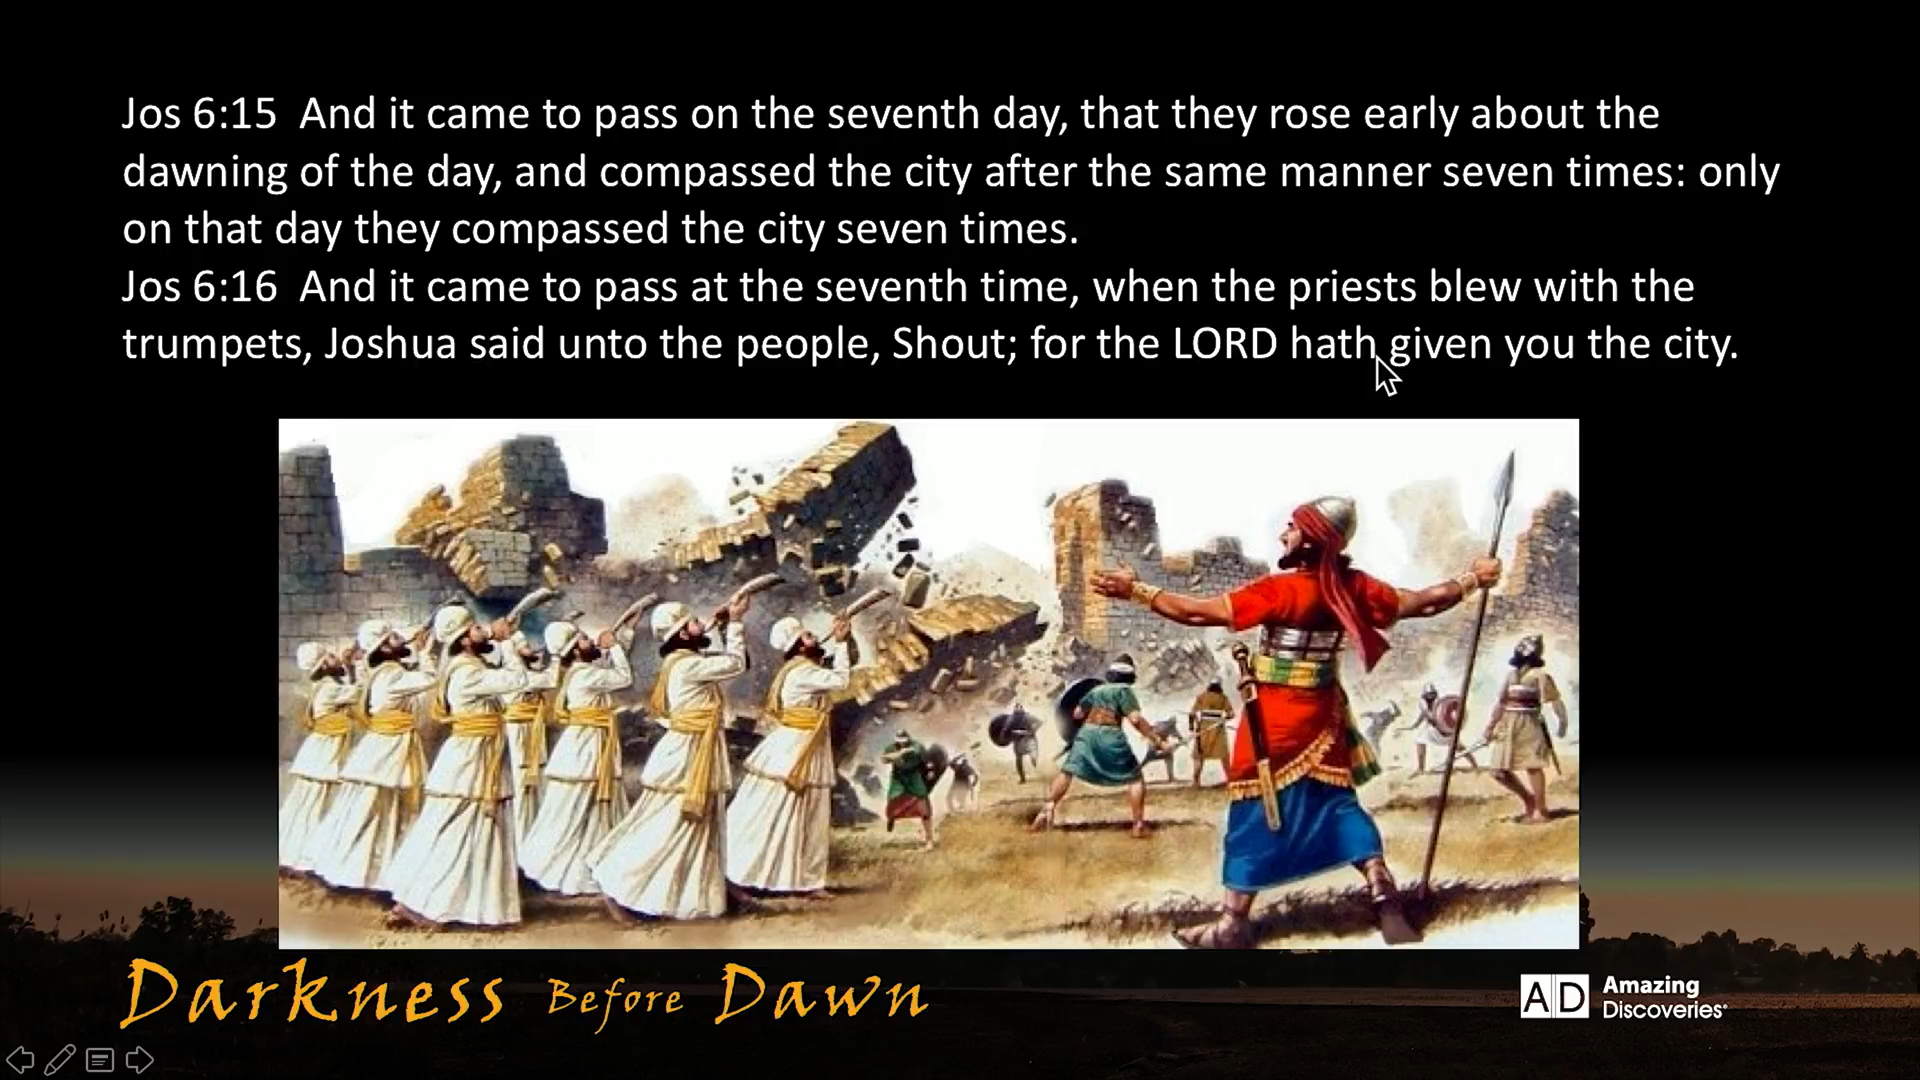 Jos 6:15  And it came to pass on the seventh day, that they rose early about the
dawning of the day, and compassed the city after the same manner seven times: only
on that day they compassed the city seven times.
Jos 6:16  And it came to pass at the seventh time, when the priests blew with the
trumpets, Joshua said unto the people, Shout; for the LORD hath given you the city.
Darkness Before Dawn
AD Amazing
Discoveries